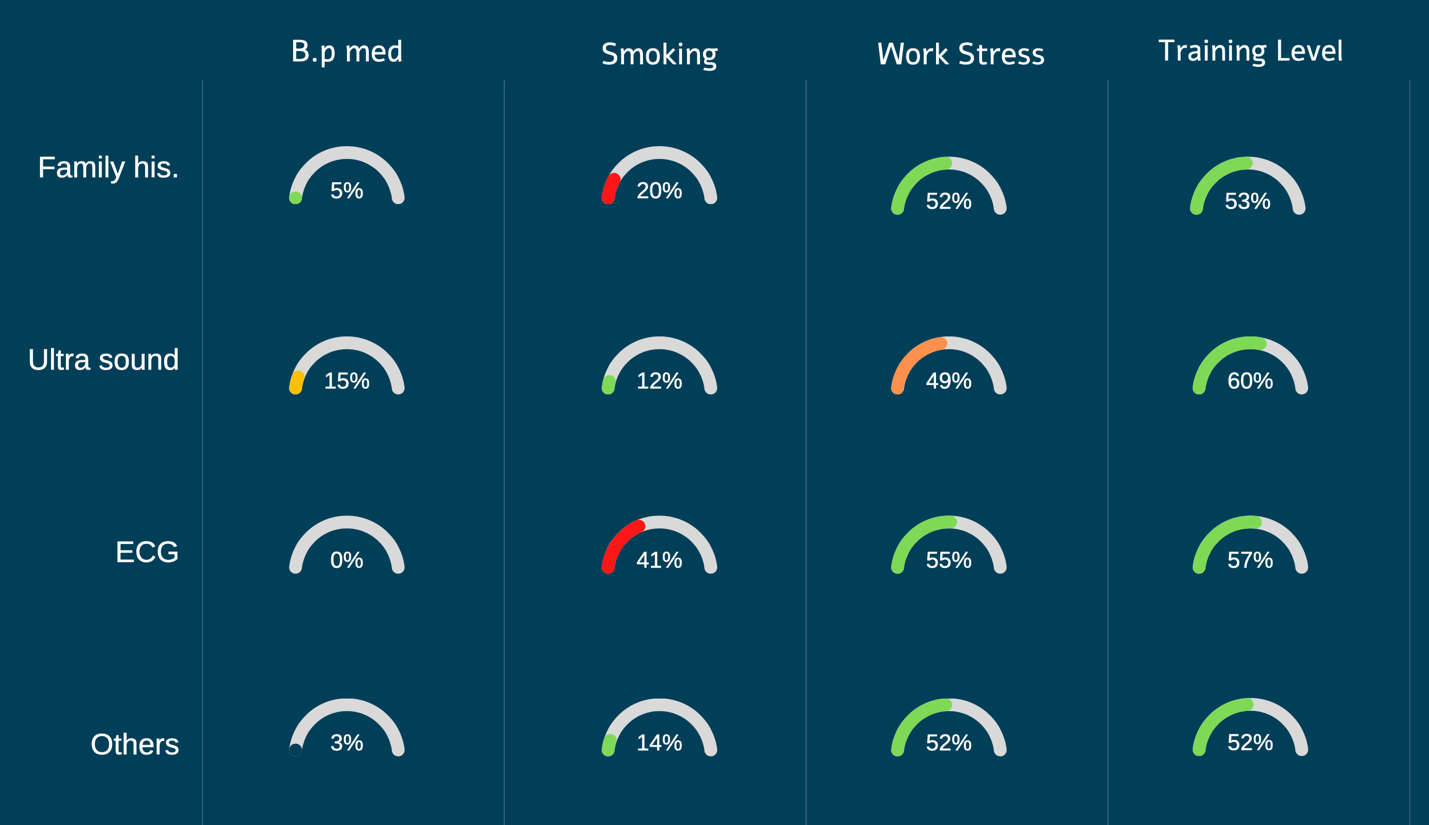 B.p med Smoking Work Stress Training Level
Family his. 5% 20% 52% 53%
Ultra sound 15% 12% 49% 60%
ECG 0% 41% 55% 57%
Others 3% 14% 52% 52%